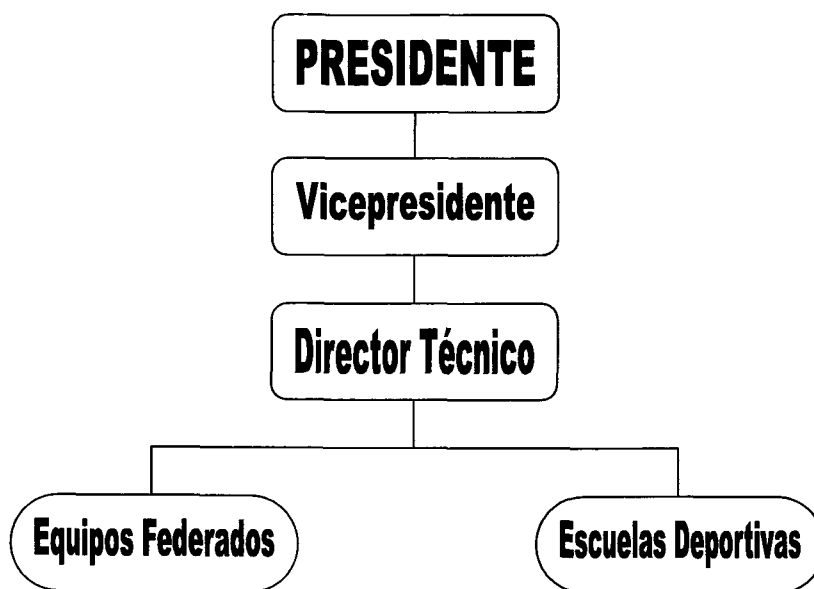 PRESIDENTE
Vicepresidente
Director Técnico
Equipos Federados
Escuelas Deportivas